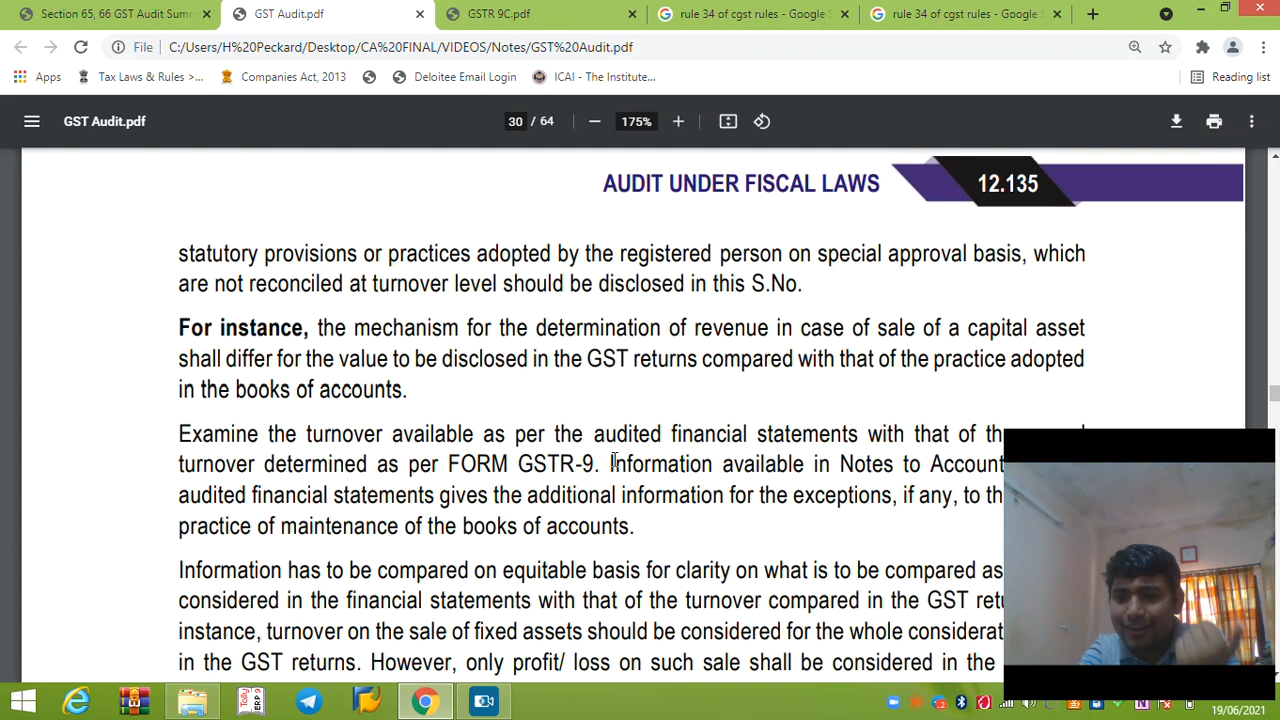 Section 65, 66 GST Audit Summ
GST Audit.pdf
GSTR 9C.pdf
rule 34 of cgst rules - Google S
rule 34 of cgst rules - Google S
File
C:/Users/H%20Peckard/Desktop/CA%20FINAL/VIDEOS/Notes/GST%20Audit.pdf
Apps
Tax Laws & Rules >...
Companies Act, 2013
Deloitee Email Login
ICAI - The Institute...
Reading list
GST Audit.pdf
30 / 64
175%
AUDIT UNDER FISCAL LAWS 12.135
statutory provisions or practices adopted by the registered person on special approval basis, which
are not reconciled at turnover level should be disclosed in this S.No.
For instance, the mechanism for the determination of revenue in case of sale of a capital asset
shall differ for the value to be disclosed in the GST returns compared with that of the practice adopted
in the books of accounts.
Examine the turnover available as per the audited financial statements with that of th
turnover determined as per FORM GSTR-9. Information available in Notes to Account
audited financial statements gives the additional information for the exceptions, if any, to th
practice of maintenance of the books of accounts.
Information has to be compared on equitable basis for clarity on what is to be compared as
considered in the financial statements with that of the turnover compared in the GST retu
instance, turnover on the sale of fixed assets should be considered for the whole considerat
in the GST returns. However, only profit/ loss on such sale shall be considered in the
Tally
ERP 9
19/06/2021